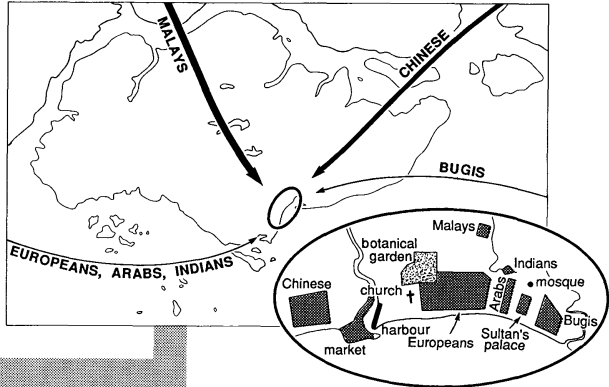 MALAYS
CHINESE
BUGIS
EUROPEANS, ARABS, INDIANS
Malays
botanical
garden
Indians
mosque
Chinese
church
Arabs
harbour
Europeans
Sultan's
palace
Bugis
market